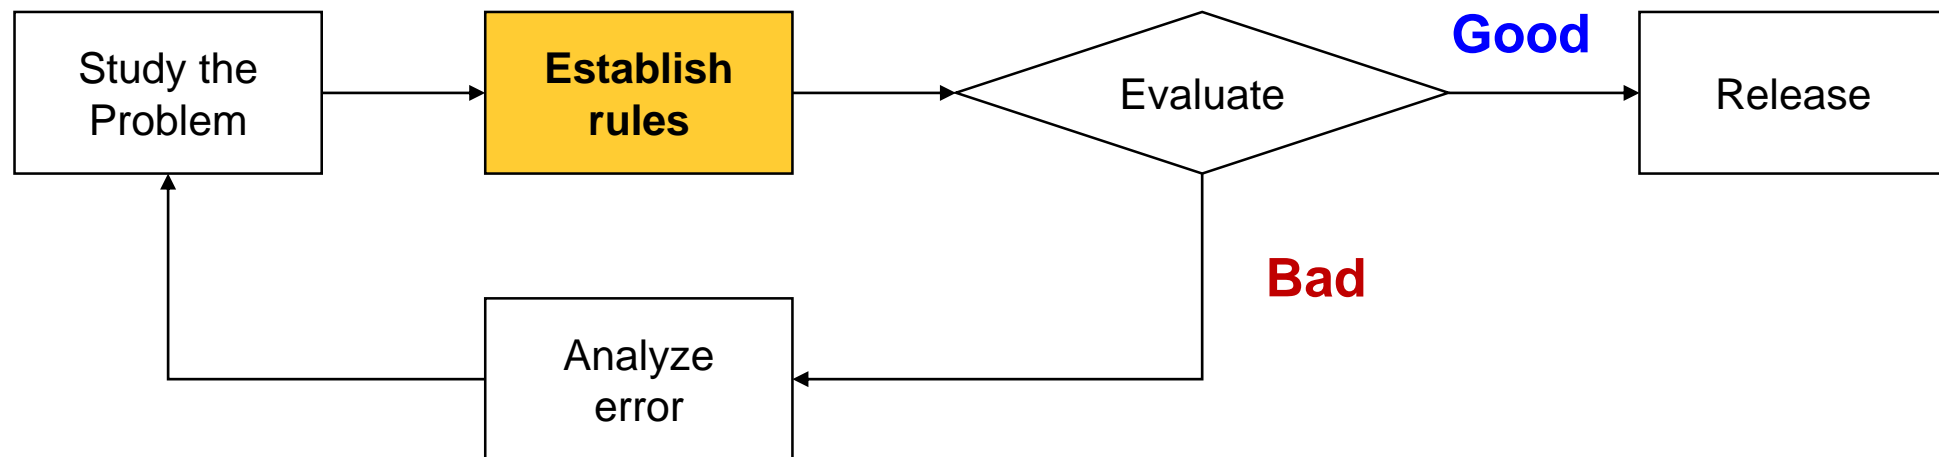 Study the
Problem
Establish
rules
Evaluate
Good
Release
Bad
Analyze
error